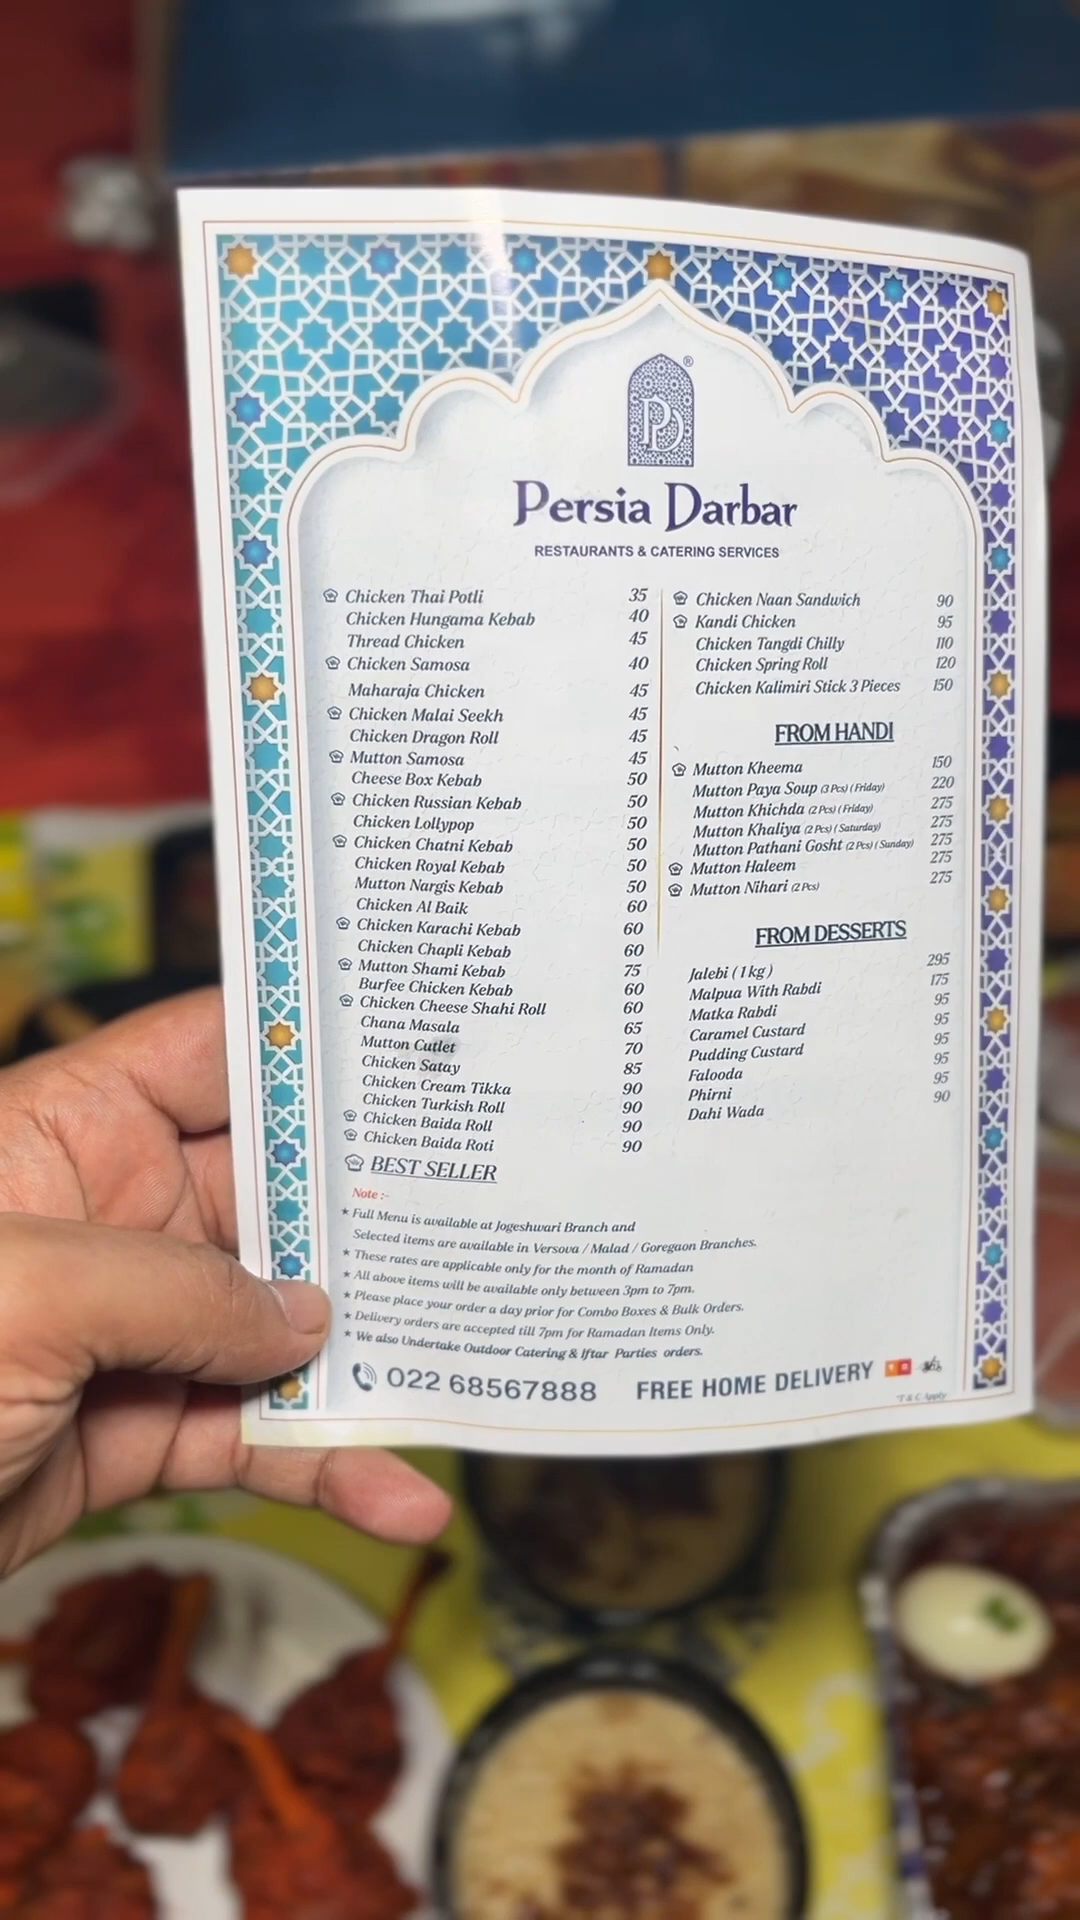 PD
®
Persia Darbar
RESTAURANTS & CATERING SERVICES
Chicken Thai Potli 35
Chicken Hungama Kebab 40
Thread Chicken 45
Chicken Samosa 40
Maharaja Chicken 45
Chicken Malai Seekh 45
Chicken Dragon Roll 45
Mutton Samosa 45
Cheese Box Kebab 50
Chicken Russian Kebab 50
Chicken Lollypop 50
Chicken Chatni Kebab 50
Chicken Royal Kebab 50
Mutton Nargis Kebab 50
Chicken Al Baik 60
Chicken Karachi Kebab 60
Chicken Chapli Kebab 60
Mutton Shami Kebab 75
Burfee Chicken Kebab 60
Chicken Cheese Shahi Roll 60
Chana Masala 65
Mutton Cutlet 70
Chicken Satay 85
Chicken Cream Tikka 90
Chicken Turkish Roll 90
Chicken Baida Roll 90
Chicken Baida Roti 90
BEST SELLER
Chicken Naan Sandwich 90
Kandi Chicken 95
Chicken Tangdi Chilly 110
Chicken Spring Roll 120
Chicken Kalimiri Stick 3 Pieces 150
FROM HANDI
Mutton Kheema 150
Mutton Paya Soup (3 Pcs) (Friday) 220
Mutton Khichda (2 Pcs) (Friday) 275
Mutton Khaliya (2 Pcs) (Saturday) 275
Mutton Pathani Gosht (2 Pcs) (Sunday) 275
Mutton Haleem 275
Mutton Nihari (2 Pcs) 275
FROM DESSERTS
Jalebi (1 kg) 295
Malpua With Rabdi 175
Matka Rabdi 95
Caramel Custard 95
Pudding Custard 95
Falooda 95
Phirni 95
Dahi Wada 90
Note :-
* Full Menu is available at Jogeshwari Branch and
Selected items are available in Versova / Malad / Goregaon Branches.
* These rates are applicable only for the month of Ramadan
* All above items will be available only between 3pm to 7pm.
* Please place your order a day prior for Combo Boxes & Bulk Orders.
* Delivery orders are accepted till 7pm for Ramadan Items Only.
* We also Undertake Outdoor Catering & Iftar Parties orders.
022 68567888 FREE HOME DELIVERY
*T & C Apply